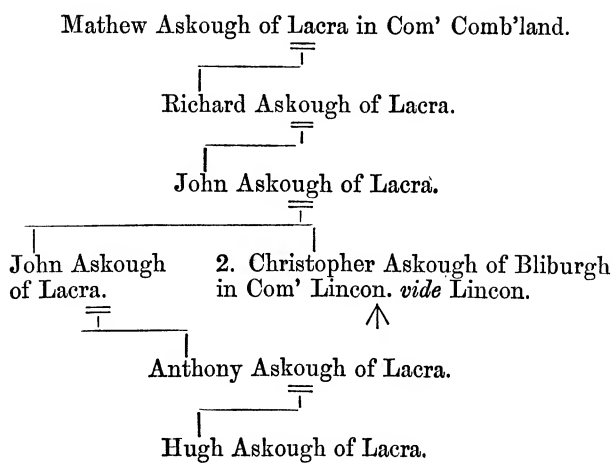 Mathew Askough of Lacra in Com' Comb'land.
Richard Askough of Lacra.
John Askough of Lacra.
John Askough
of Lacra.
2. Christopher Askough of Bliburgh
in Com' Lincon. vide Lincon.
Anthony Askough of Lacra.
Hugh Askough of Lacra.